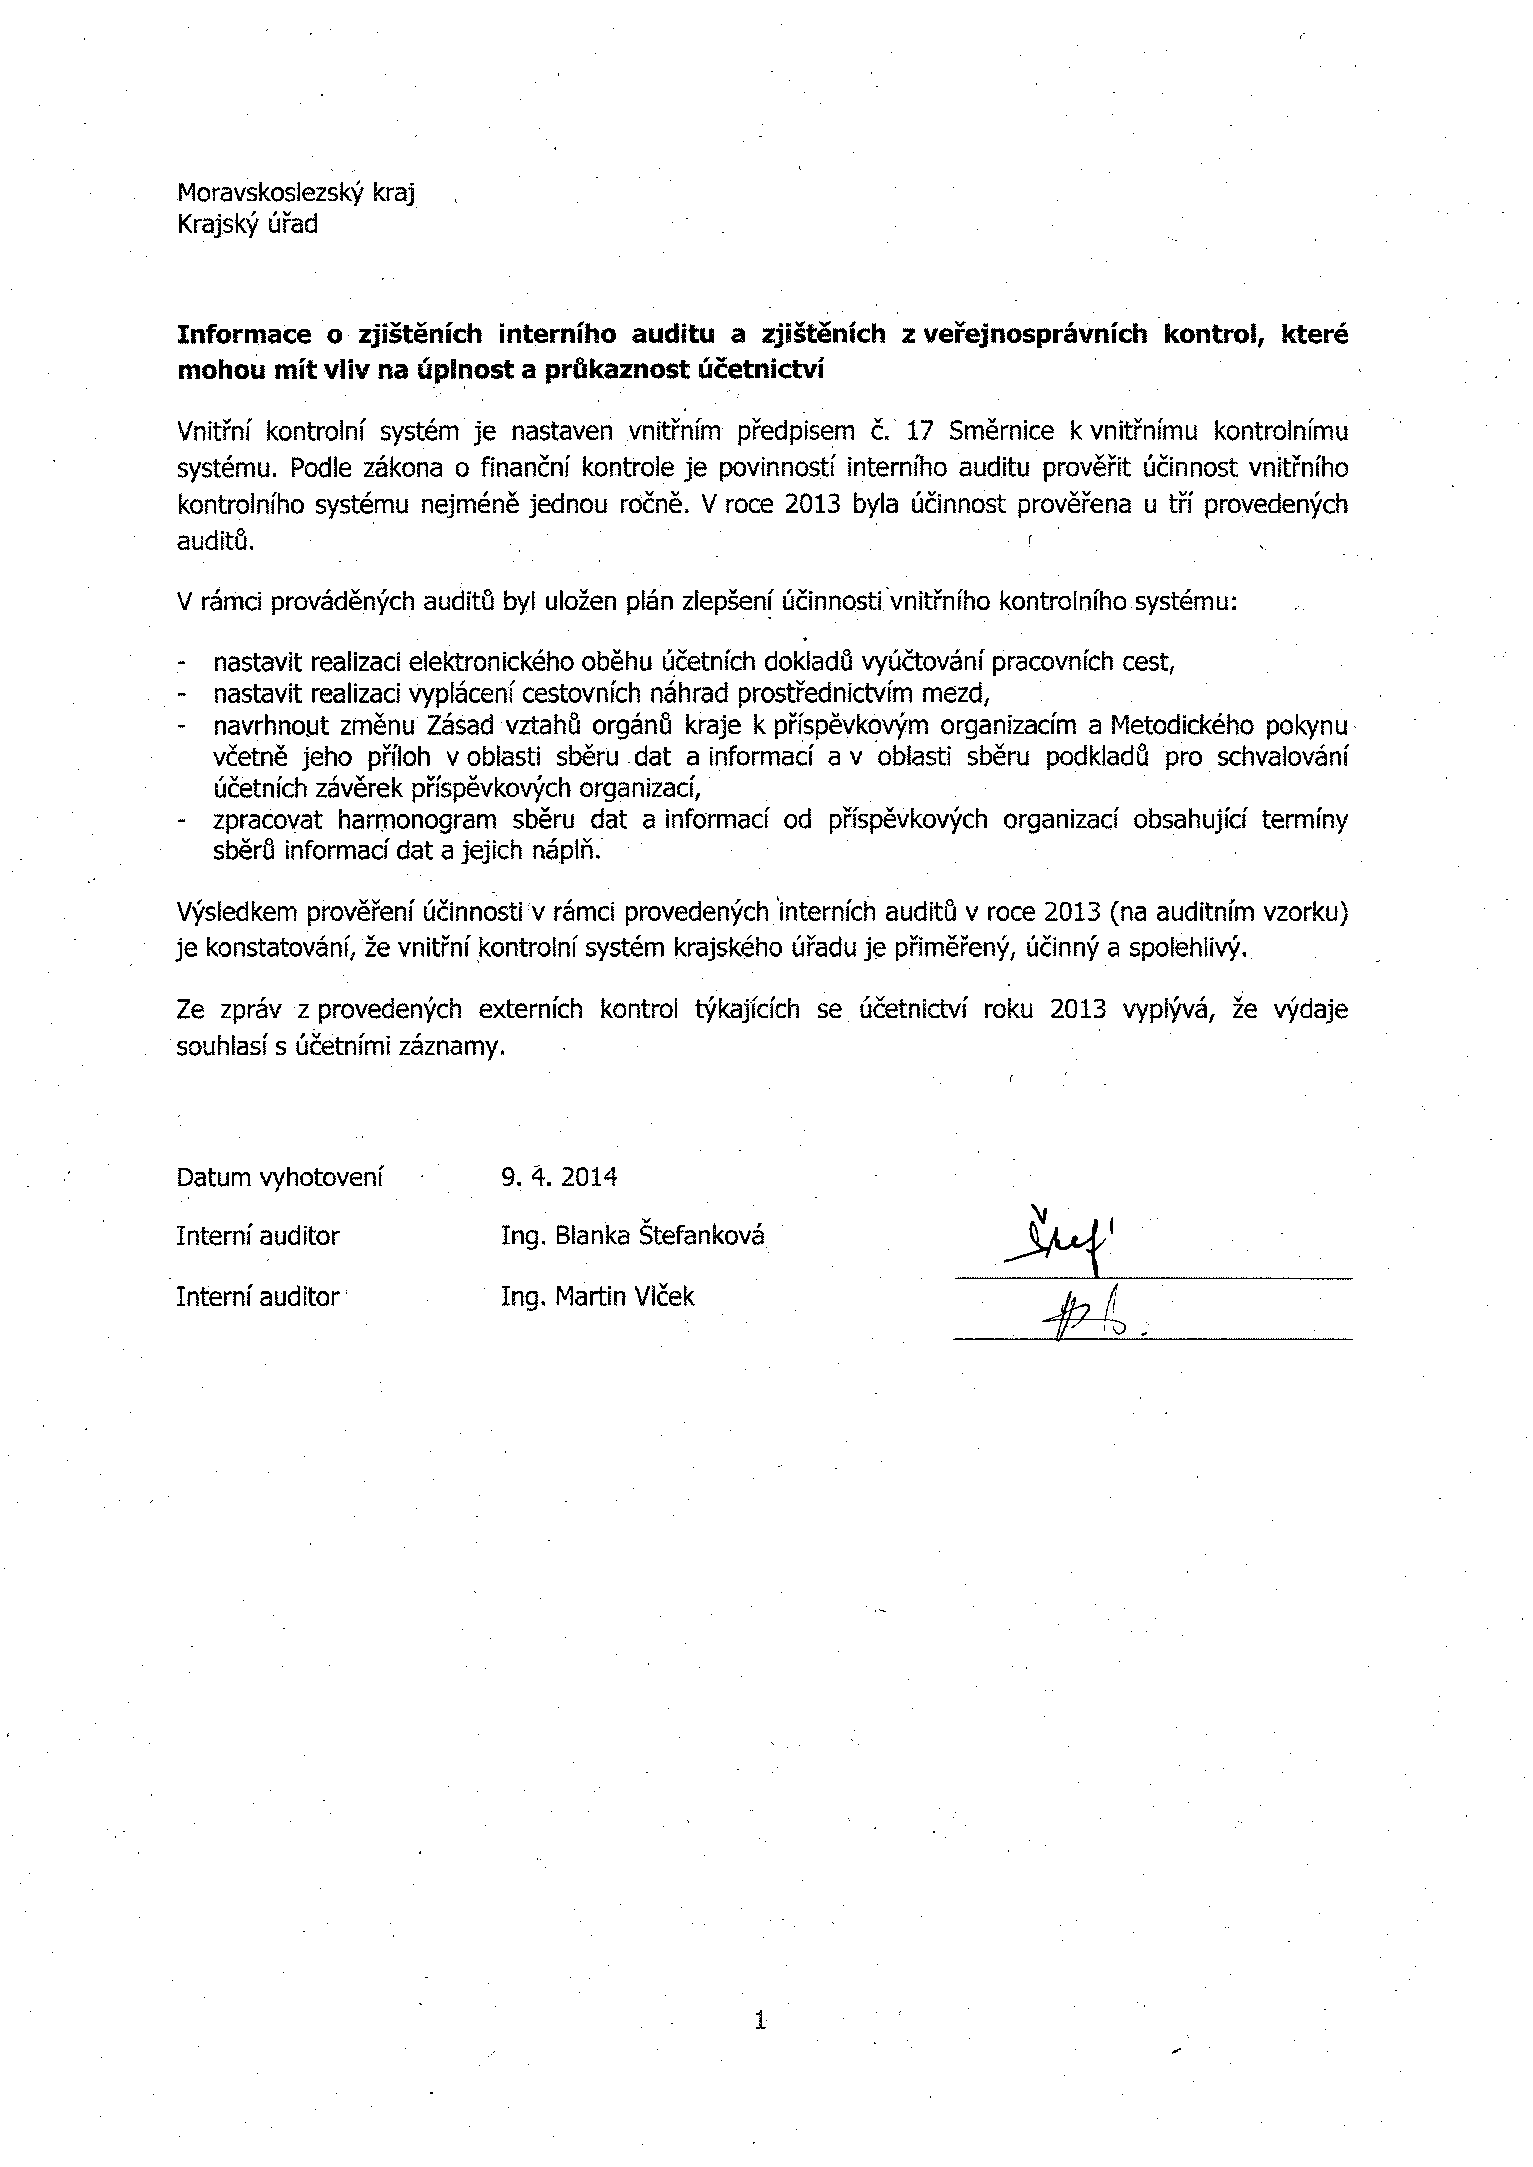 Moravskoslezský kraj
Krajský úřad
Informace o zjištěních interního auditu a zjištěních z veřejnosprávních kontrol, které
mohou mít vliv na úplnost a průkaznost účetnictví
Vnitřní kontrolní systém je nastaven vnitřním předpisem č. 17 Směrnice k vnitřnímu kontrolnímu
systému. Podle zákona o finanční kontrole je povinností interního auditu prověřit účinnost vnitřního
kontrolního systému nejméně jednou ročně. V roce 2013 byla účinnost prověřena u tří provedených
auditů.
V rámci prováděných auditů byl uložen plán zlepšení účinnosti vnitřního kontrolního systému:
- nastavit realizaci elektronického oběhu účetních dokladů vyúčtování pracovních cest,
- nastavit realizaci vyplácení cestovních náhrad prostřednictvím mezd,
- navrhnout změnu Zásad vztahů orgánů kraje k příspěvkovým organizacím a Metodického pokynu
včetně jeho příloh v oblasti sběru dat a informací a v oblasti sběru podkladů pro schvalování
účetních závěrek příspěvkových organizací,
- zpracovat harmonogram sběru dat a informací od příspěvkových organizací obsahující termíny
sběrů informací dat a jejich náplň.
Výsledkem prověření účinnosti v rámci provedených interních auditů v roce 2013 (na auditním vzorku)
je konstatování, že vnitřní kontrolní systém krajského úřadu je přiměřený, účinný a spolehlivý.
Ze zpráv z provedených externích kontrol týkajících se účetnictví roku 2013 vyplývá, že výdaje
souhlasí s účetními záznamy.
Datum vyhotovení 9. 4. 2014
Interní auditor Ing. Blanka Štefanková
Interní auditor Ing. Martin Vlček
1